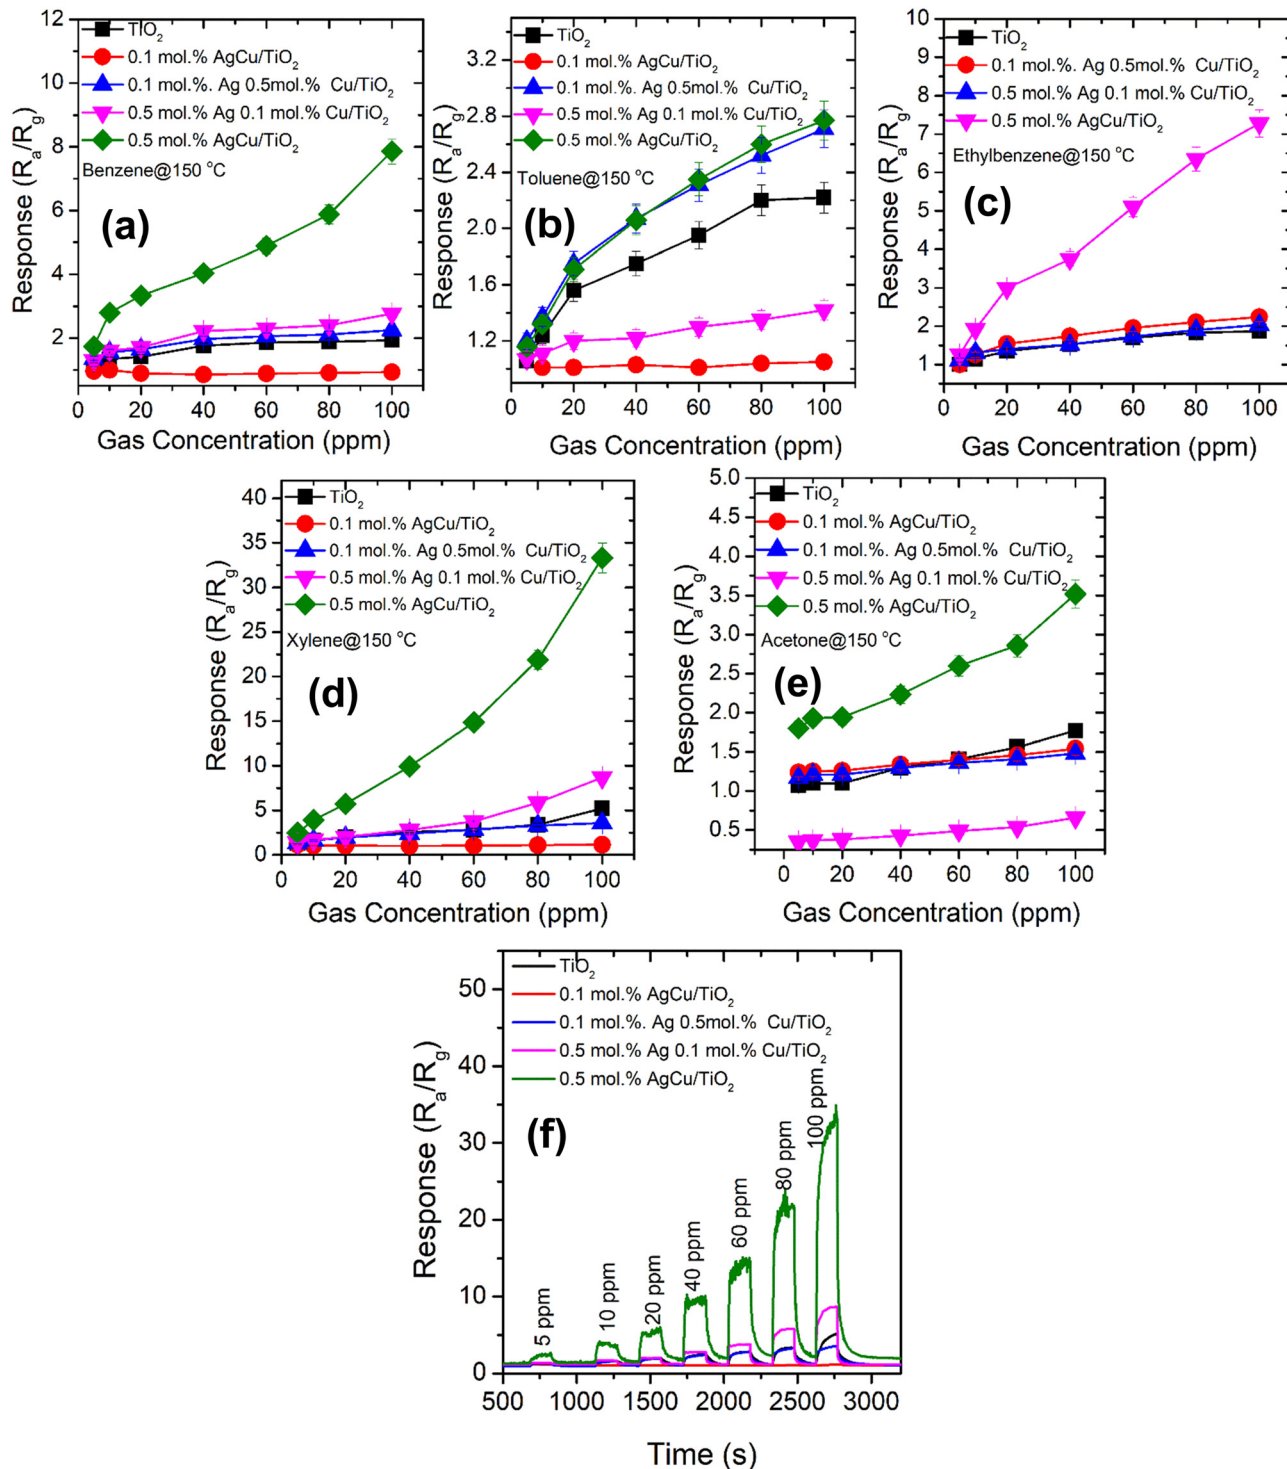 12
10
8
6
4
2
0 20 40 60 80 100
Response (Ra/Rg)
Gas Concentration (ppm)
TiO2
0.1 mol.% AgCu/TiO2
0.1 mol.%. Ag 0.5mol.% Cu/TiO2
0.5 mol.% Ag 0.1 mol.% Cu/TiO2
0.5 mol.% AgCu/TiO2
Benzene@150 °C
(a)
3.2
2.8
2.4
2.0
1.6
1.2
0 20 40 60 80 100
Response (Ra/Rg)
Gas Concentration (ppm)
TiO2
0.1 mol.% AgCu/TiO2
0.1 mol.%. Ag 0.5mol.% Cu/TiO2
0.5 mol.% Ag 0.1 mol.% Cu/TiO2
0.5 mol.% AgCu/TiO2
Toluene@150 °C
(b)
10
9
8
7
6
5
4
3
2
1
0 20 40 60 80 100
Response (Ra/Rg)
Gas Concentration (ppm)
TiO2
0.1 mol.%. Ag 0.5mol.% Cu/TiO2
0.5 mol.% Ag 0.1 mol.% Cu/TiO2
0.5 mol.% AgCu/TiO2
Ethylbenzene@150 °C
(c)
40
35
30
25
20
15
10
5
0
0 20 40 60 80 100
Response (Ra/Rg)
Gas Concentration (ppm)
TiO2
0.1 mol.% AgCu/TiO2
0.1 mol.%. Ag 0.5mol.% Cu/TiO2
0.5 mol.% Ag 0.1 mol.% Cu/TiO2
0.5 mol.% AgCu/TiO2
Xylene@150 °C
(d)
5.0
4.5
4.0
3.5
3.0
2.5
2.0
1.5
1.0
0.5
0 20 40 60 80 100
Response (Ra/Rg)
Gas Concentration (ppm)
TiO2
0.1 mol.% AgCu/TiO2
0.1 mol.%. Ag 0.5mol.% Cu/TiO2
0.5 mol.% Ag 0.1 mol.% Cu/TiO2
0.5 mol.% AgCu/TiO2
Acetone@150 °C
(e)
50
40
30
20
10
0
500 1000 1500 2000 2500 3000
Response (Ra/Rg)
Time (s)
TiO2
0.1 mol.% AgCu/TiO2
0.1 mol.%. Ag 0.5mol.% Cu/TiO2
0.5 mol.% Ag 0.1 mol.% Cu/TiO2
0.5 mol.% AgCu/TiO2
(f)
5 ppm
10 ppm
20 ppm
40 ppm
60 ppm
80 ppm
100 ppm